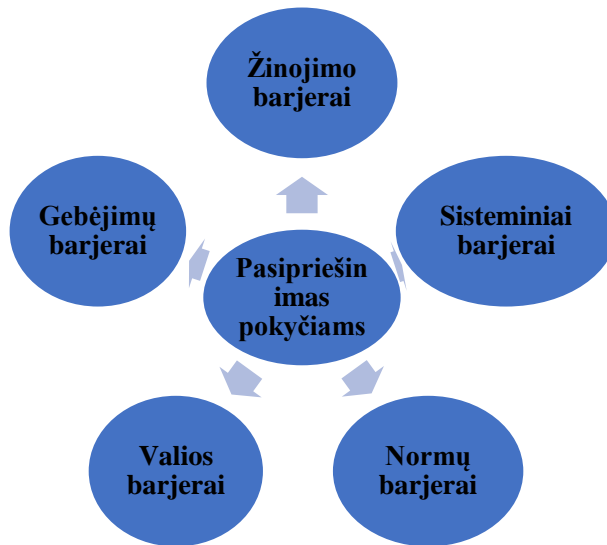 Žinojimo
barjerai
Gebėjimų
barjerai
Sisteminiai
barjerai
Pasipriešin
imas
pokyčiams
Valios
barjerai
Normų
barjerai